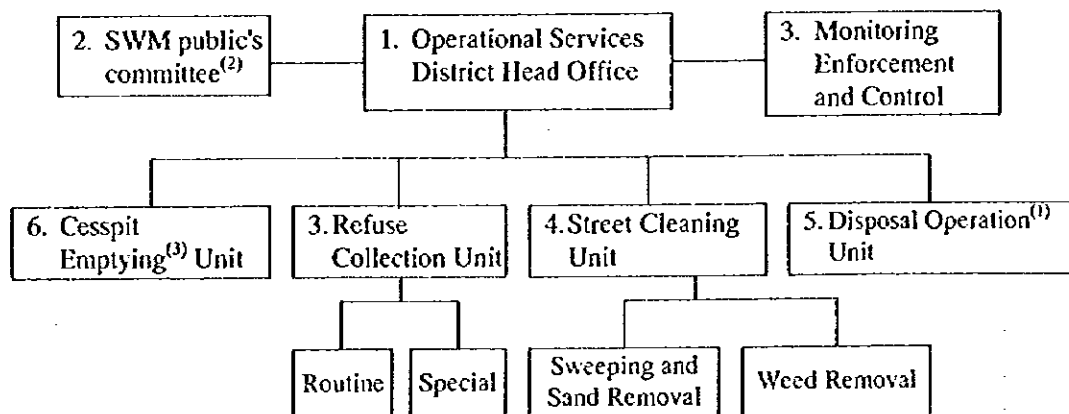 2. SWM public's
committee(2)
1. Operational Services
District Head Office
3. Monitoring
Enforcement
and Control
6. Cesspit
Emptying(3) Unit
3. Refuse
Collection Unit
4. Street Cleaning
Unit
5. Disposal Operation(1)
Unit
Routine
Special
Sweeping and
Sand Removal
Weed Removal